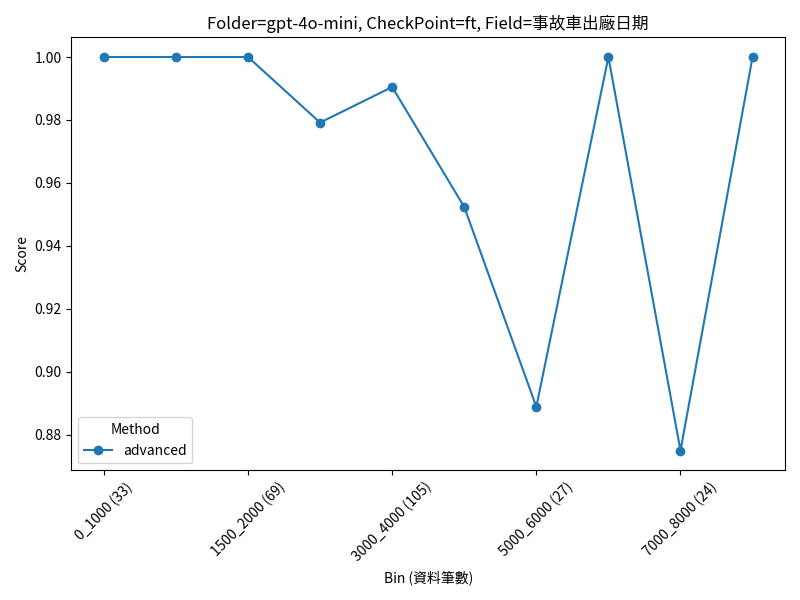 Folder=gpt-4o-mini, CheckPoint=ft, Field=事故車出廠日期
1.00
0.98
0.96
0.94
0.92
0.90
0.88
Score
Method
advanced
0_1000 (33)
1500_2000 (69)
3000_4000 (105)
5000_6000 (27)
7000_8000 (24)
Bin (資料筆數)